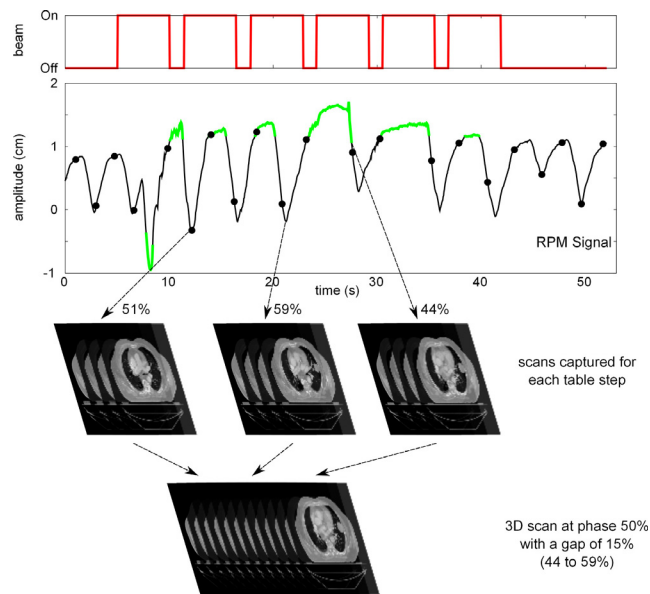 On
beam
Off
2
1
amplitude (cm)
0
RPM Signal
-1
0
10
20
30
40
50
time (s)
51%
59%
44%
scans captured for
each table step
3D scan at phase 50%
with a gap of 15%
(44 to 59%)